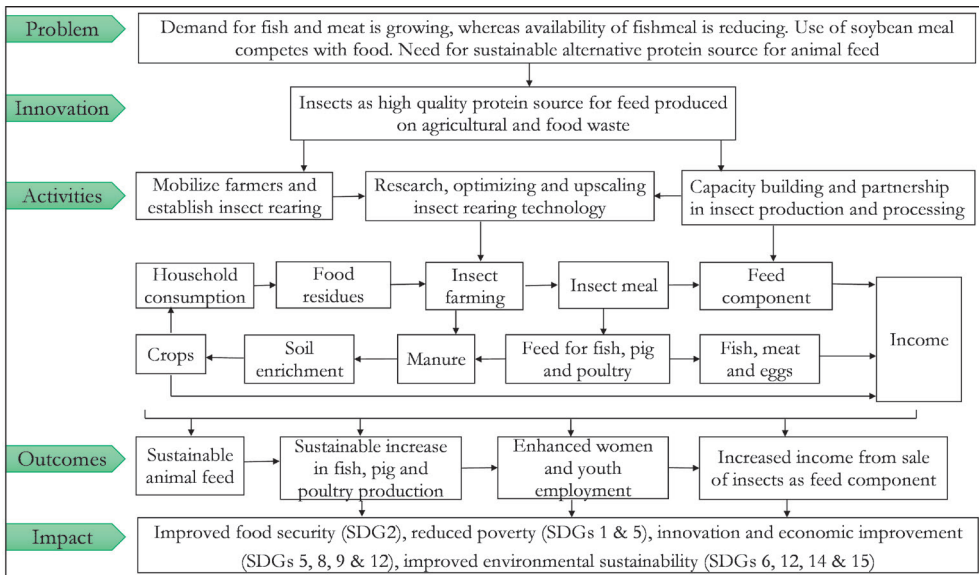 Problem
Demand for fish and meat is growing, whereas availability of fishmeal is reducing. Use of soybean meal
competes with food. Need for sustainable alternative protein source for animal feed
Innovation
Insects as high quality protein source for feed produced
on agricultural and food waste
Activities
Mobilize farmers and
establish insect rearing
Research, optimizing and upscaling
insect rearing technology
Capacity building and partnership
in insect production and processing
Household
consumption
Food
residues
Insect
farming
Insect meal
Feed
component
Income
Crops
Soil
enrichment
Manure
Feed for fish, pig
and poultry
Fish, meat
and eggs
Outcomes
Sustainable
animal feed
Sustainable increase
in fish, pig and
poultry production
Enhanced women
and youth
employment
Increased income from sale
of insects as feed component
Impact
Improved food security (SDG2), reduced poverty (SDGs 1 & 5), innovation and economic improvement
(SDGs 5, 8, 9 & 12), improved environmental sustainability (SDGs 6, 12, 14 & 15)